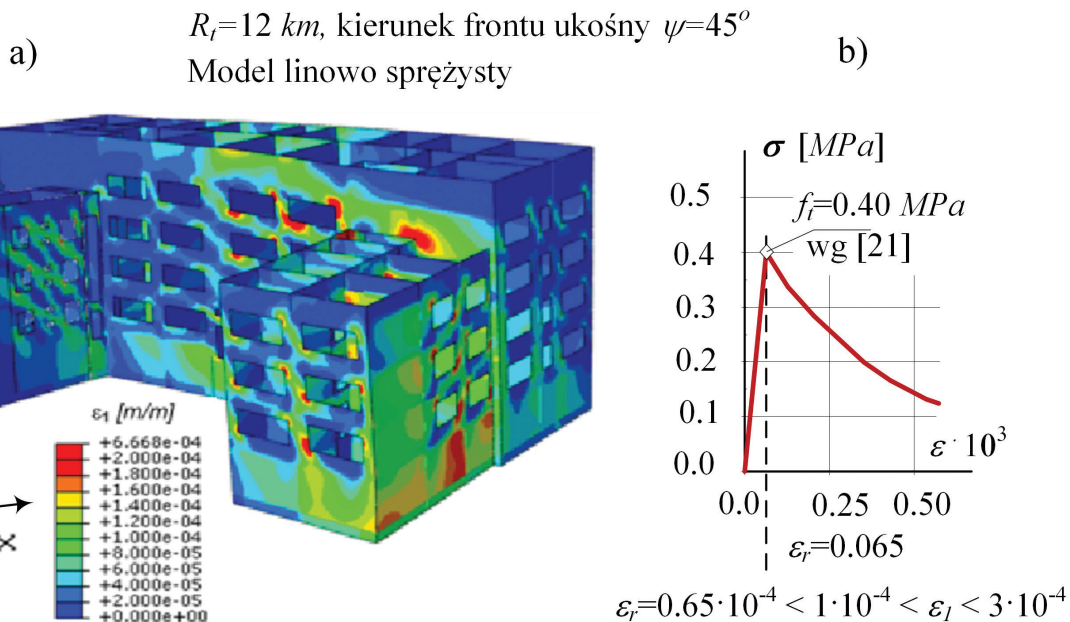 R_t=12 km, kierunek frontu ukośny ψ=45°
a)
Model linowo sprężysty
b)
σ [MPa]
0.5
f_t=0.40 MPa
wg [21]
0.4
0.3
0.2
0.1
0.0
ε · 10³
0.0 0.25 0.50
ε_r=0.065
ε_r=0.65·10⁻⁴ < 1·10⁻⁴ < ε_1 < 3·10⁻⁴
ε₁ [m/m]
+6.668e-04
+2.000e-04
+1.800e-04
+1.600e-04
+1.400e-04
+1.200e-04
+1.000e-04
+8.000e-05
+6.000e-05
+4.000e-05
+2.000e-05
+0.000e+00
X